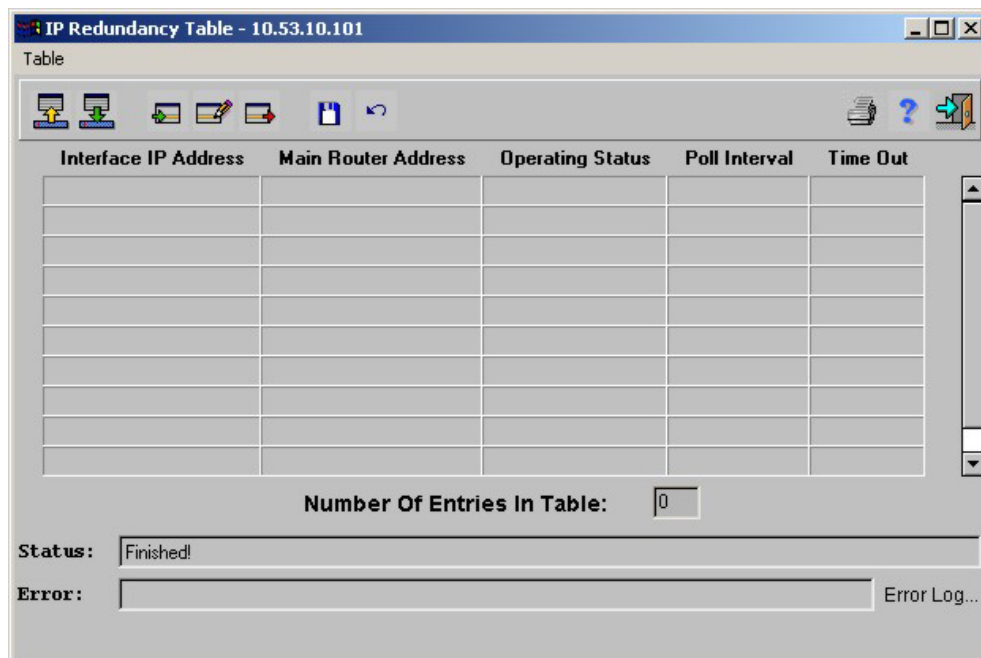 IP Redundancy Table - 10.53.10.101
Table
Interface IP Address Main Router Address Operating Status Poll Interval Time Out
Number Of Entries In Table: 0
Status: Finished!
Error: Error Log...